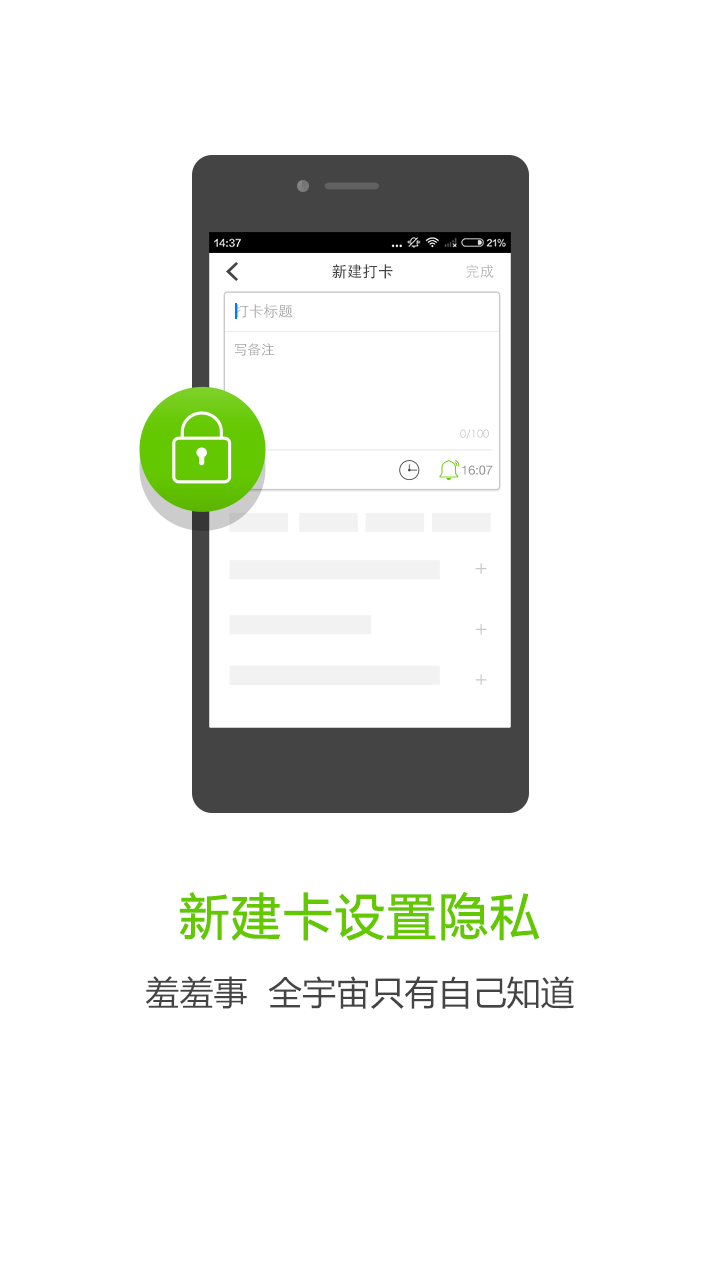 14:37 ... 21%
新建打卡 完成
打卡标题
写备注
0/100
16:07
新建卡设置隐私
羞羞事 全宇宙只有自己知道